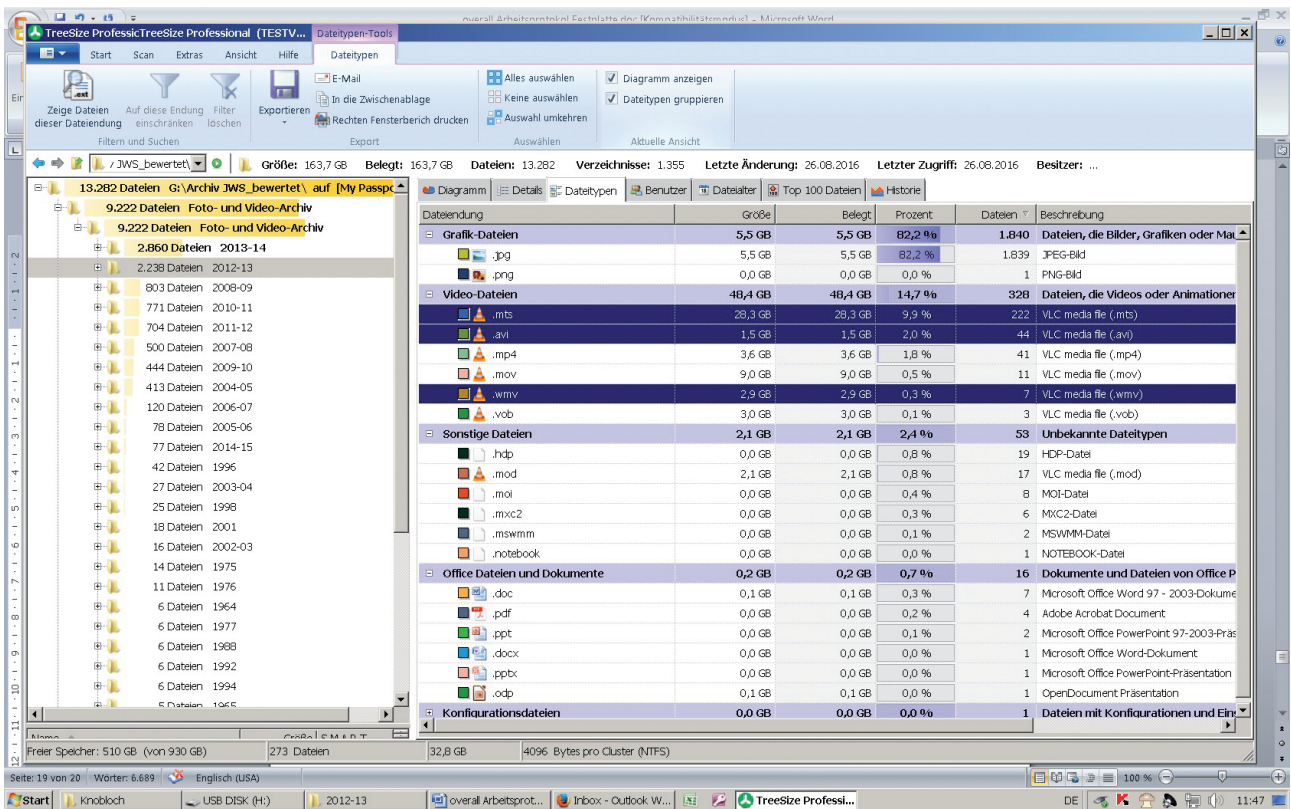 overall Arbeitsprotokol Festplatte.doc [Kompatibilitätsmodus] - Microsoft Word
TreeSize ProfessicTreeSize Professional (TESTV... Dateitypen-Tools
Start Scan Extras Ansicht Hilfe Dateitypen
Zeige Dateien dieser Dateiendung
Auf diese Endung einschränken
Filter löschen
Filtern und Suchen
Exportieren
E-Mail
In die Zwischenablage
Rechten Fensterberich drucken
Export
Alles auswählen
Keine auswählen
Auswahl umkehren
Auswählen
Diagramm anzeigen
Dateitypen gruppieren
Aktuelle Ansicht
/ JWS_bewertet\ Größe: 163,7 GB Belegt: 163,7 GB Dateien: 13.282 Verzeichnisse: 1.355 Letzte Änderung: 26.08.2016 Letzter Zugriff: 26.08.2016 Besitzer: ...
13.282 Dateien G:\Archiv JWS_bewertet\ auf [My Passpo
9.222 Dateien Foto- und Video-Archiv
9.222 Dateien Foto- und Video-Archiv
2.860 Dateien 2013-14
2.238 Dateien 2012-13
803 Dateien 2008-09
771 Dateien 2010-11
704 Dateien 2011-12
500 Dateien 2007-08
444 Dateien 2009-10
413 Dateien 2004-05
120 Dateien 2006-07
78 Dateien 2005-06
77 Dateien 2014-15
42 Dateien 1996
27 Dateien 2003-04
25 Dateien 1998
18 Dateien 2001
16 Dateien 2002-03
14 Dateien 1975
11 Dateien 1976
6 Dateien 1964
6 Dateien 1977
6 Dateien 1988
6 Dateien 1992
6 Dateien 1994
5 Dateien 1965
Diagramm Details Dateitypen Benutzer Dateialter Top 100 Dateien Historie
Dateiendung Größe Belegt Prozent Dateien Beschreibung
Grafik-Dateien 5,5 GB 5,5 GB 82,2 % 1.840 Dateien, die Bilder, Grafiken oder Mau
.jpg 5,5 GB 5,5 GB 82,2 % 1.839 JPEG-Bild
.png 0,0 GB 0,0 GB 0,0 % 1 PNG-Bild
Video-Dateien 48,4 GB 48,4 GB 14,7 % 328 Dateien, die Videos oder Animationer
.mts 28,3 GB 28,3 GB 9,9 % 222 VLC media file (.mts)
.avi 1,5 GB 1,5 GB 2,0 % 44 VLC media file (.avi)
.mp4 3,6 GB 3,6 GB 1,8 % 41 VLC media file (.mp4)
.mov 9,0 GB 9,0 GB 0,5 % 11 VLC media file (.mov)
.wmv 2,9 GB 2,9 GB 0,3 % 7 VLC media file (.wmv)
.vob 3,0 GB 3,0 GB 0,1 % 3 VLC media file (.vob)
Sonstige Dateien 2,1 GB 2,1 GB 2,4 % 53 Unbekannte Dateitypen
.hdp 0,0 GB 0,0 GB 0,8 % 19 HDP-Datei
.mod 2,1 GB 2,1 GB 0,8 % 17 VLC media file (.mod)
.moi 0,0 GB 0,0 GB 0,4 % 8 MOI-Datei
.mxc2 0,0 GB 0,0 GB 0,3 % 6 MXC2-Datei
.mswmm 0,0 GB 0,0 GB 0,1 % 2 MSWMM-Datei
.notebook 0,0 GB 0,0 GB 0,0 % 1 NOTEBOOK-Datei
Office Dateien und Dokumente 0,2 GB 0,2 GB 0,7 % 16 Dokumente und Dateien von Office P
.doc 0,1 GB 0,1 GB 0,3 % 7 Microsoft Office Word 97 - 2003-Dokume
.pdf 0,0 GB 0,0 GB 0,2 % 4 Adobe Acrobat Document
.ppt 0,0 GB 0,0 GB 0,1 % 2 Microsoft Office PowerPoint 97-2003-Präs
.docx 0,0 GB 0,0 GB 0,0 % 1 Microsoft Office Word-Dokument
.pptx 0,0 GB 0,0 GB 0,0 % 1 Microsoft Office PowerPoint-Präsentation
.odp 0,1 GB 0,1 GB 0,0 % 1 OpenDocument Präsentation
Konfigurationsdateien 0,0 GB 0,0 GB 0,0 % 1 Dateien mit Konfigurationen und Eins
Name Größe S.M.A.R.T.
Freier Speicher: 510 GB (von 930 GB) 273 Dateien 32,8 GB 4096 Bytes pro Cluster (NTFS)
Seite: 19 von 20 Wörter: 6.689 Englisch (USA) 100 %
Start Knobloch USB DISK (H:) 2012-13 overall Arbeitsprot... Inbox - Outlook W... TreeSize Professi... DE 11:47